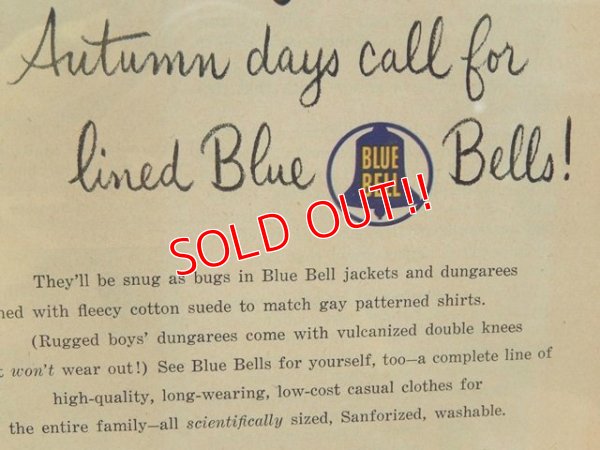 Autumn days call for
lined Blue BLUE BELL Bells!
SOLD OUT!!
They'll be snug as bugs in Blue Bell jackets and dungarees
ned with fleecy cotton suede to match gay patterned shirts.
(Rugged boys' dungarees come with vulcanized double knees
t won't wear out!) See Blue Bells for yourself, too—a complete line of
high-quality, long-wearing, low-cost casual clothes for
the entire family—all scientifically sized, Sanforized, washable.